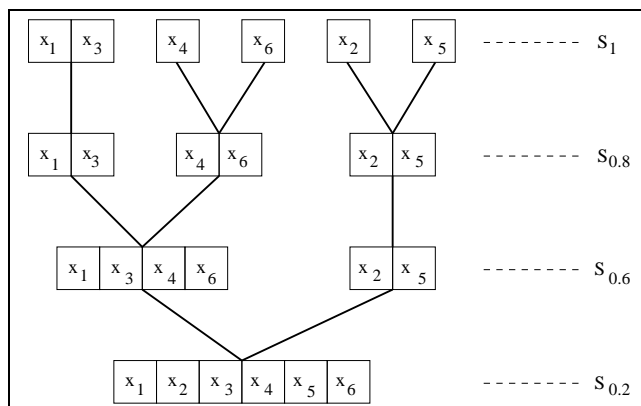 x₁ x₃ x₄ x₆ x₂ x₅ S₁
x₁ x₃ x₄ x₆ x₂ x₅ S₀.₈
x₁ x₃ x₄ x₆ x₂ x₅ S₀.₆
x₁ x₂ x₃ x₄ x₅ x₆ S₀.₂